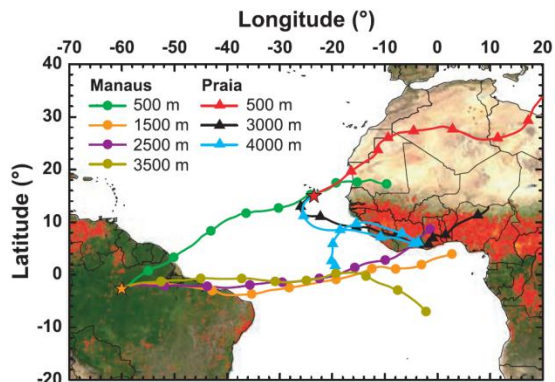 Longitude (°)
-70 -60 -50 -40 -30 -20 -10 0 10 20
Latitude (°)
40
30
20
10
0
-10
-20
Manaus Praia
500 m 500 m
1500 m 3000 m
2500 m 4000 m
3500 m